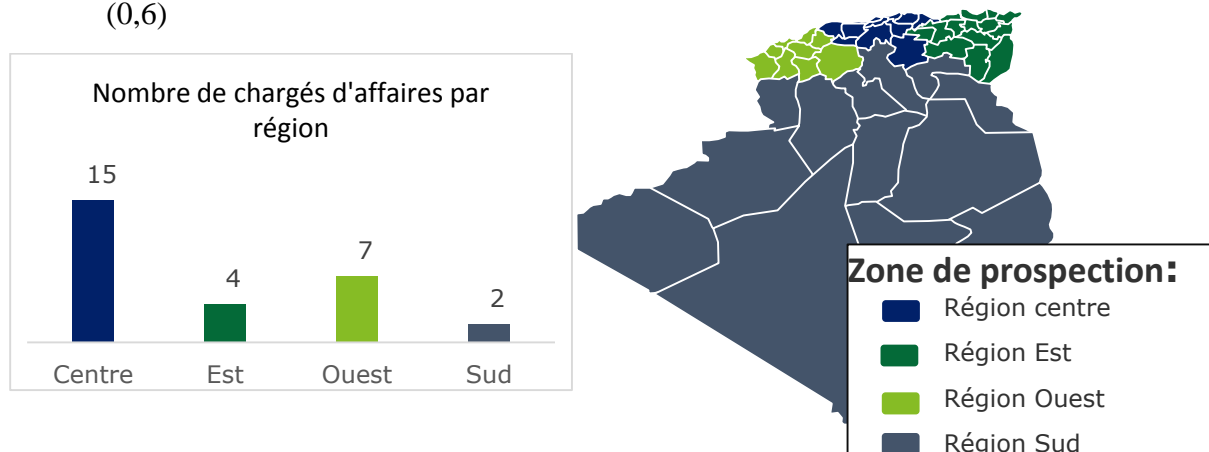 (0,6)
Nombre de chargés d'affaires par
région
15
4
7
2
Centre Est Ouest Sud
Zone de prospection:
Région centre
Région Est
Région Ouest
Région Sud